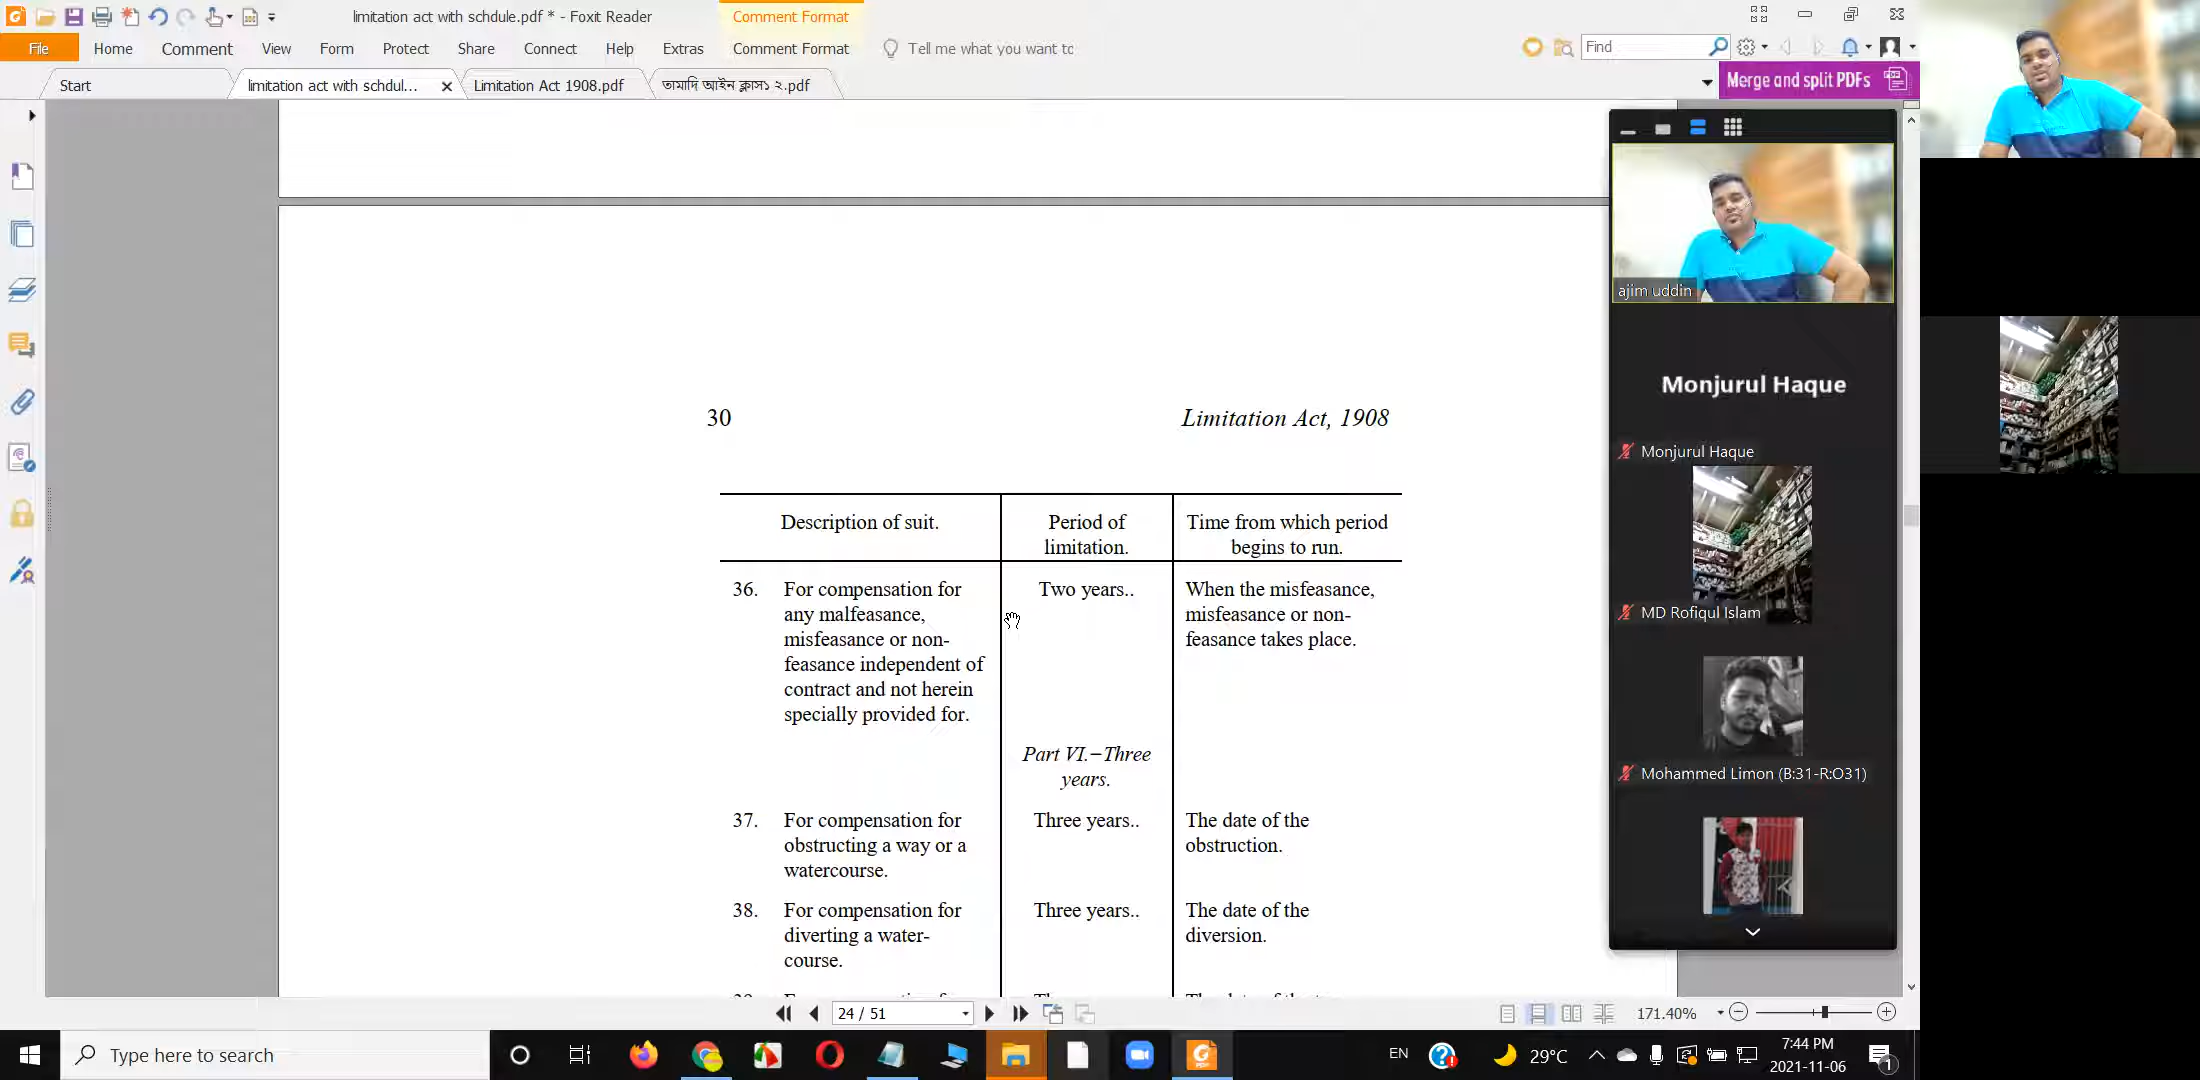 limitation act with schdule.pdf * - Foxit Reader
Comment Format
File
Home
Comment
View
Form
Protect
Share
Connect
Help
Extras
Comment Format
Tell me what you want to
Find
Start
limitation act with schdul...
Limitation Act 1908.pdf
তামাদি আইন ক্লাস১ ২.pdf
Merge and split PDFs
30
Limitation Act, 1908
Description of suit.
Period of
limitation.
Time from which period
begins to run.
36.
For compensation for
any malfeasance,
misfeasance or non-
feasance independent of
contract and not herein
specially provided for.
Two years..
When the misfeasance,
misfeasance or non-
feasance takes place.
Part VI.–Three
years.
37.
For compensation for
obstructing a way or a
watercourse.
Three years..
The date of the
obstruction.
38.
For compensation for
diverting a water-
course.
Three years..
The date of the
diversion.
ajim uddin
Monjurul Haque
Monjurul Haque
MD Rofiqul Islam
Mohammed Limon (B:31-R:O31)
24 / 51
171.40%
Type here to search
EN
29°C
7:44 PM
2021-11-06
1